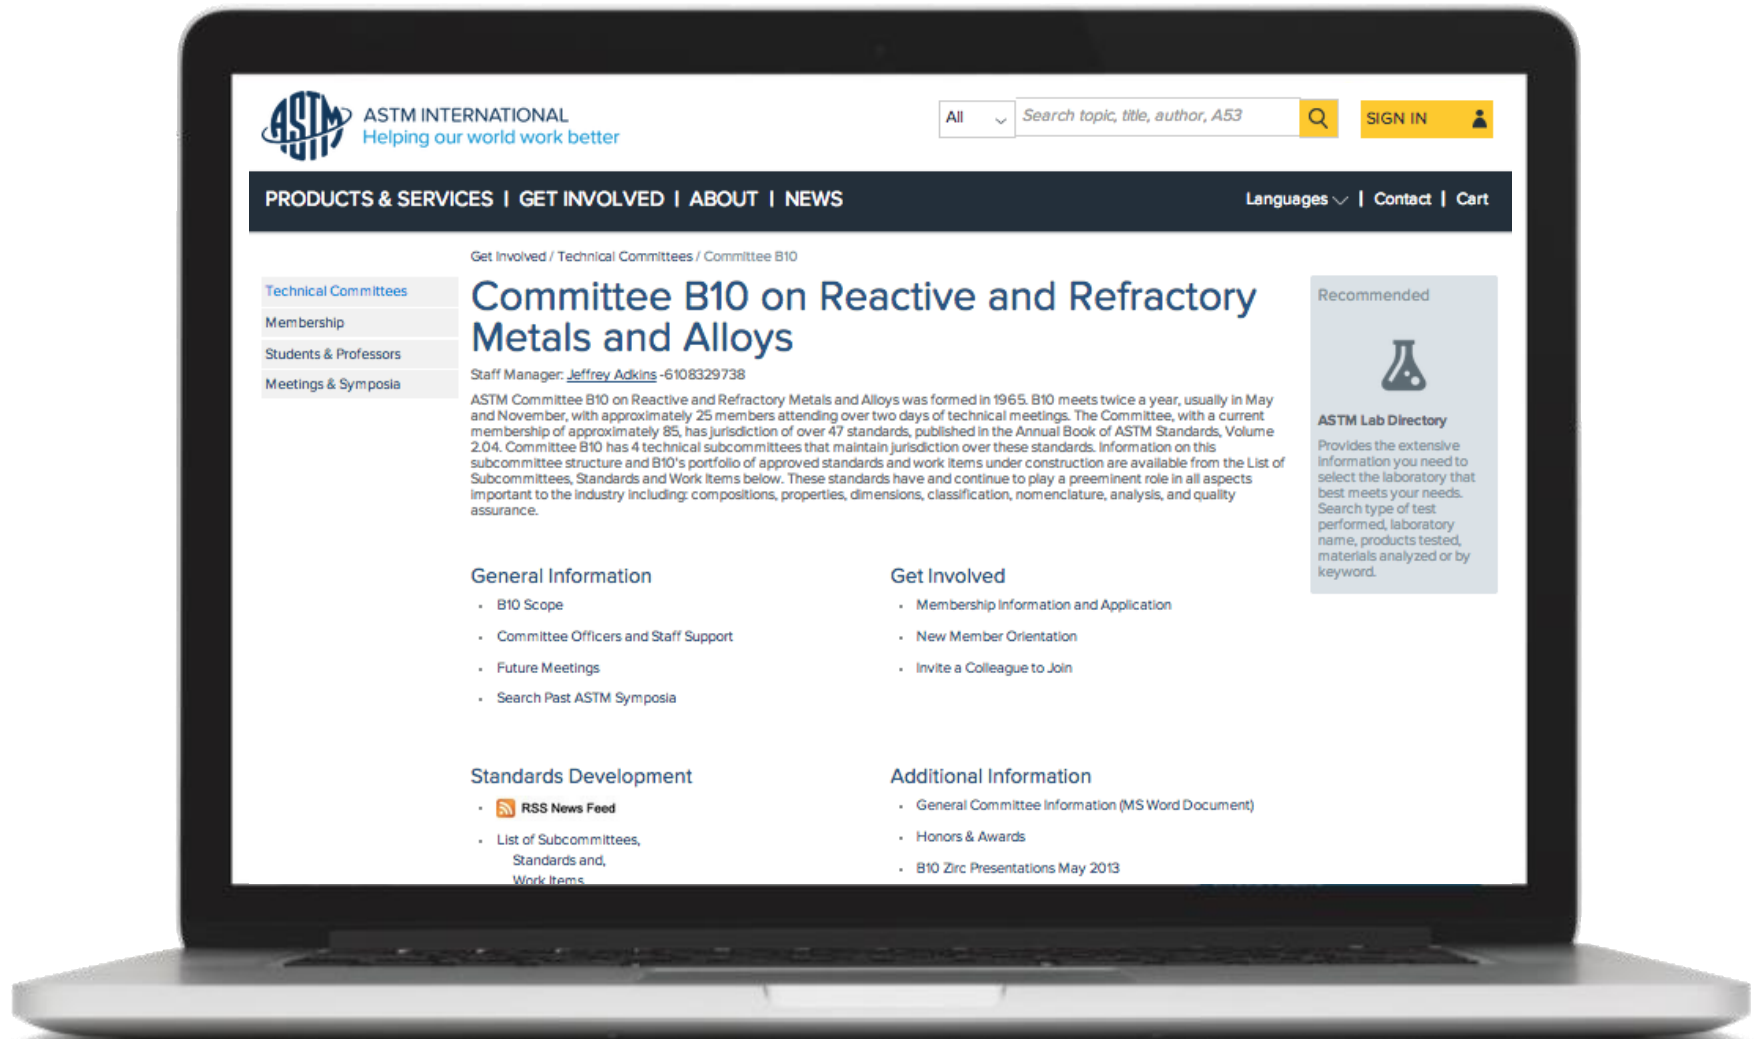 ASTM
ASTM INTERNATIONAL
Helping our world work better
All
Search topic, title, author, A53
SIGN IN
PRODUCTS & SERVICES | GET INVOLVED | ABOUT | NEWS
Languages | Contact | Cart
Get Involved / Technical Committees / Committee B10
Technical Committees
Membership
Students & Professors
Meetings & Symposia
Committee B10 on Reactive and Refractory
Metals and Alloys
Staff Manager: Jeffrey Adkins -6108329738
ASTM Committee B10 on Reactive and Refractory Metals and Alloys was formed in 1965. B10 meets twice a year, usually in May
and November, with approximately 25 members attending over two days of technical meetings. The Committee, with a current
membership of approximately 85, has jurisdiction of over 47 standards, published in the Annual Book of ASTM Standards, Volume
2.04. Committee B10 has 4 technical subcommittees that maintain jurisdiction over these standards. Information on this
subcommittee structure and B10's portfolio of approved standards and work items under construction are available from the List of
Subcommittees, Standards and Work Items below. These standards have and continue to play a preeminent role in all aspects
important to the industry including: compositions, properties, dimensions, classification, nomenclature, analysis, and quality
assurance.
Recommended
ASTM Lab Directory
Provides the extensive
information you need to
select the laboratory that
best meets your needs.
Search type of test
performed, laboratory
name, products tested,
materials analyzed or by
keyword.
General Information
• B10 Scope
• Committee Officers and Staff Support
• Future Meetings
• Search Past ASTM Symposia
Get Involved
• Membership Information and Application
• New Member Orientation
• Invite a Colleague to Join
Standards Development
• RSS News Feed
• List of Subcommittees,
Standards and,
Work Items
Additional Information
• General Committee Information (MS Word Document)
• Honors & Awards
• B10 Zirc Presentations May 2013